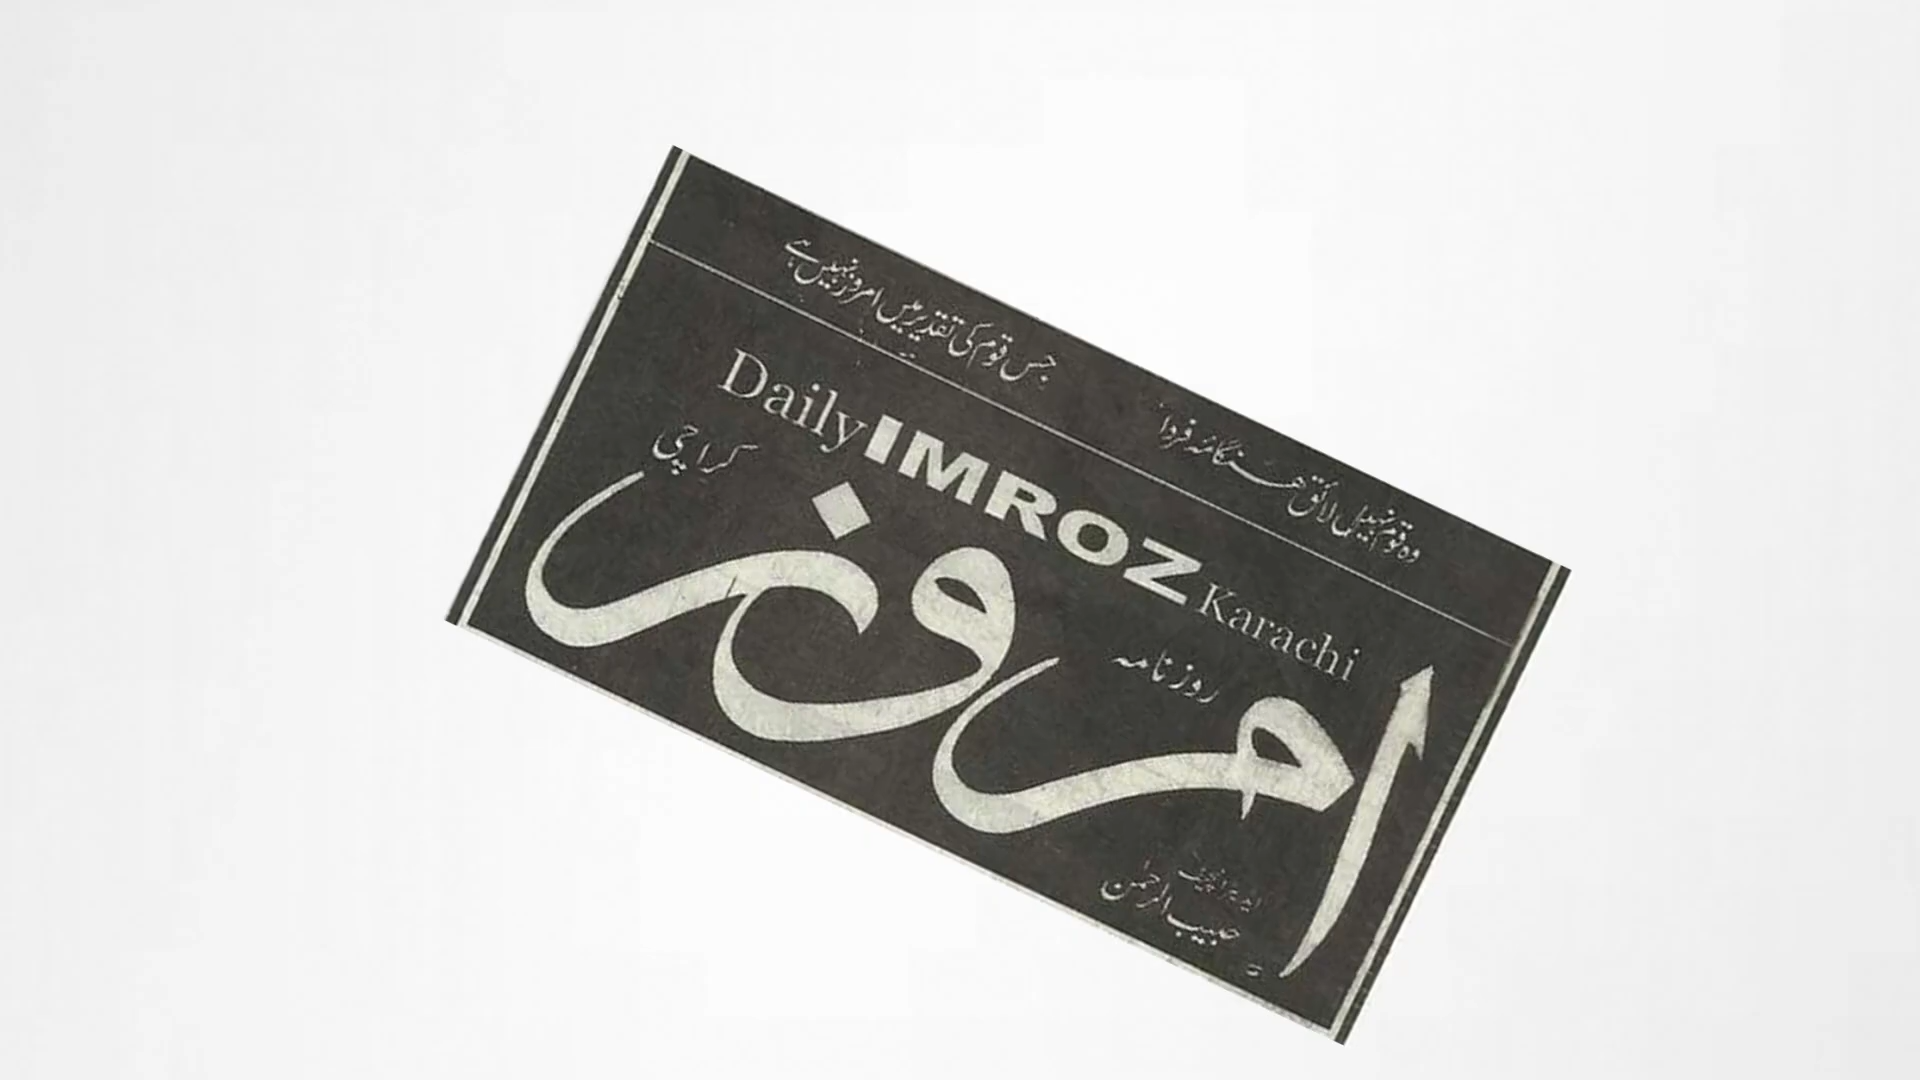 وہ قوم نہیں لائق ہنگامہ فردا جس قوم کی تقدیر میں امروز نہیں ہے
Daily IMROZ Karachi
روزنامہ
کراچی
امروز
ایڈیٹر انچیف
حبیب الرحمن